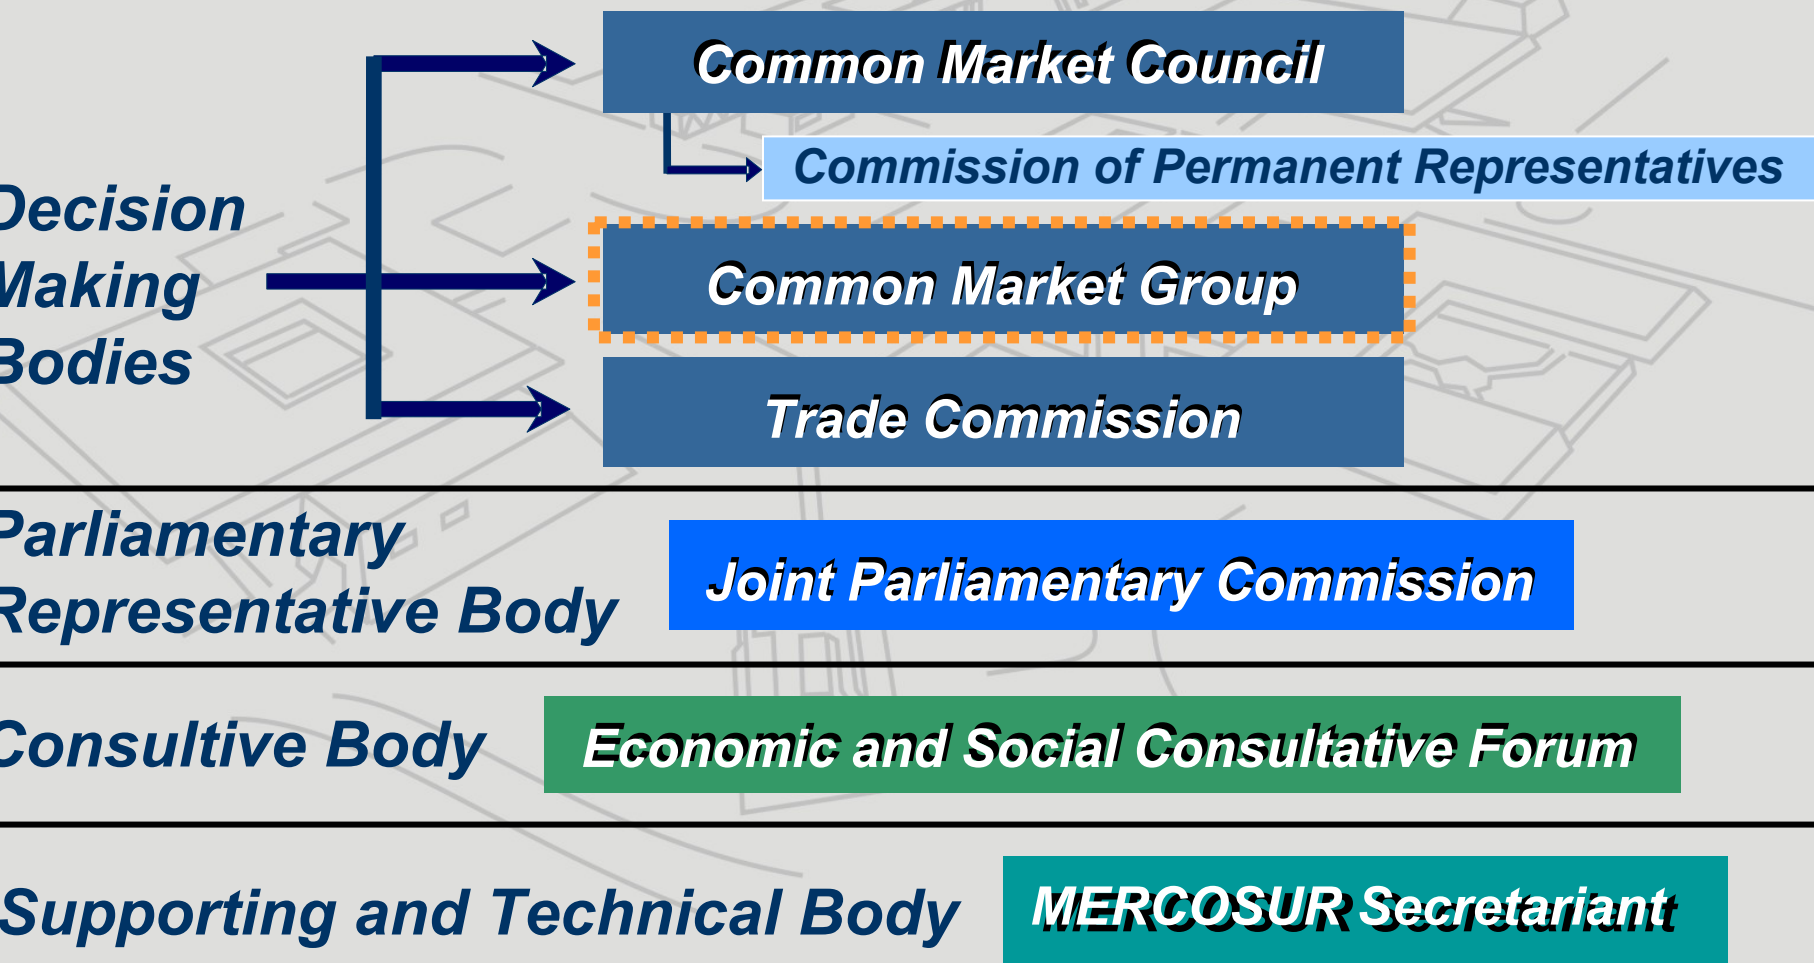 Common Market Council
Commission of Permanent Representatives
Decision
Making
Bodies
Common Market Group
Trade Commission
Parliamentary
Representative Body
Joint Parliamentary Commission
Consultive Body
Economic and Social Consultative Forum
Supporting and Technical Body
MERCOSUR Secretariant